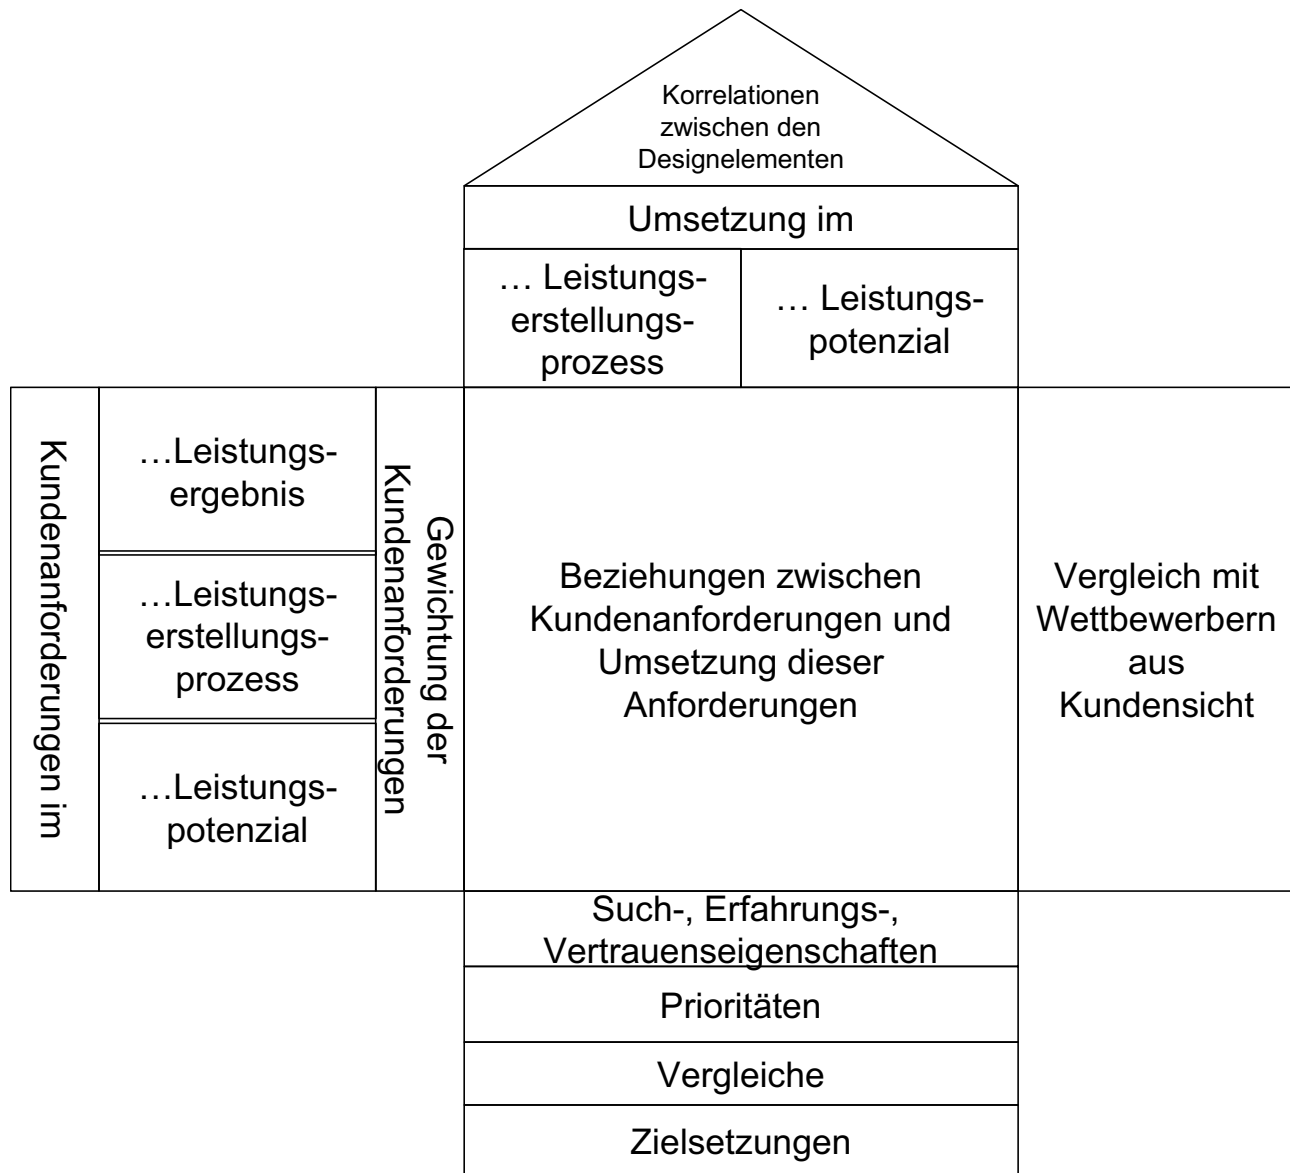 Korrelationen
zwischen den
Designelementen
Umsetzung im
… Leistungs-
erstellungs-
prozess
… Leistungs-
potenzial
Kundenanforderungen im
…Leistungs-
ergebnis
…Leistungs-
erstellungs-
prozess
…Leistungs-
potenzial
Gewichtung der
Kundenanforderungen
Beziehungen zwischen
Kundenanforderungen und
Umsetzung dieser
Anforderungen
Vergleich mit
Wettbewerbern
aus
Kundensicht
Such-, Erfahrungs-,
Vertrauenseigenschaften
Prioritäten
Vergleiche
Zielsetzungen